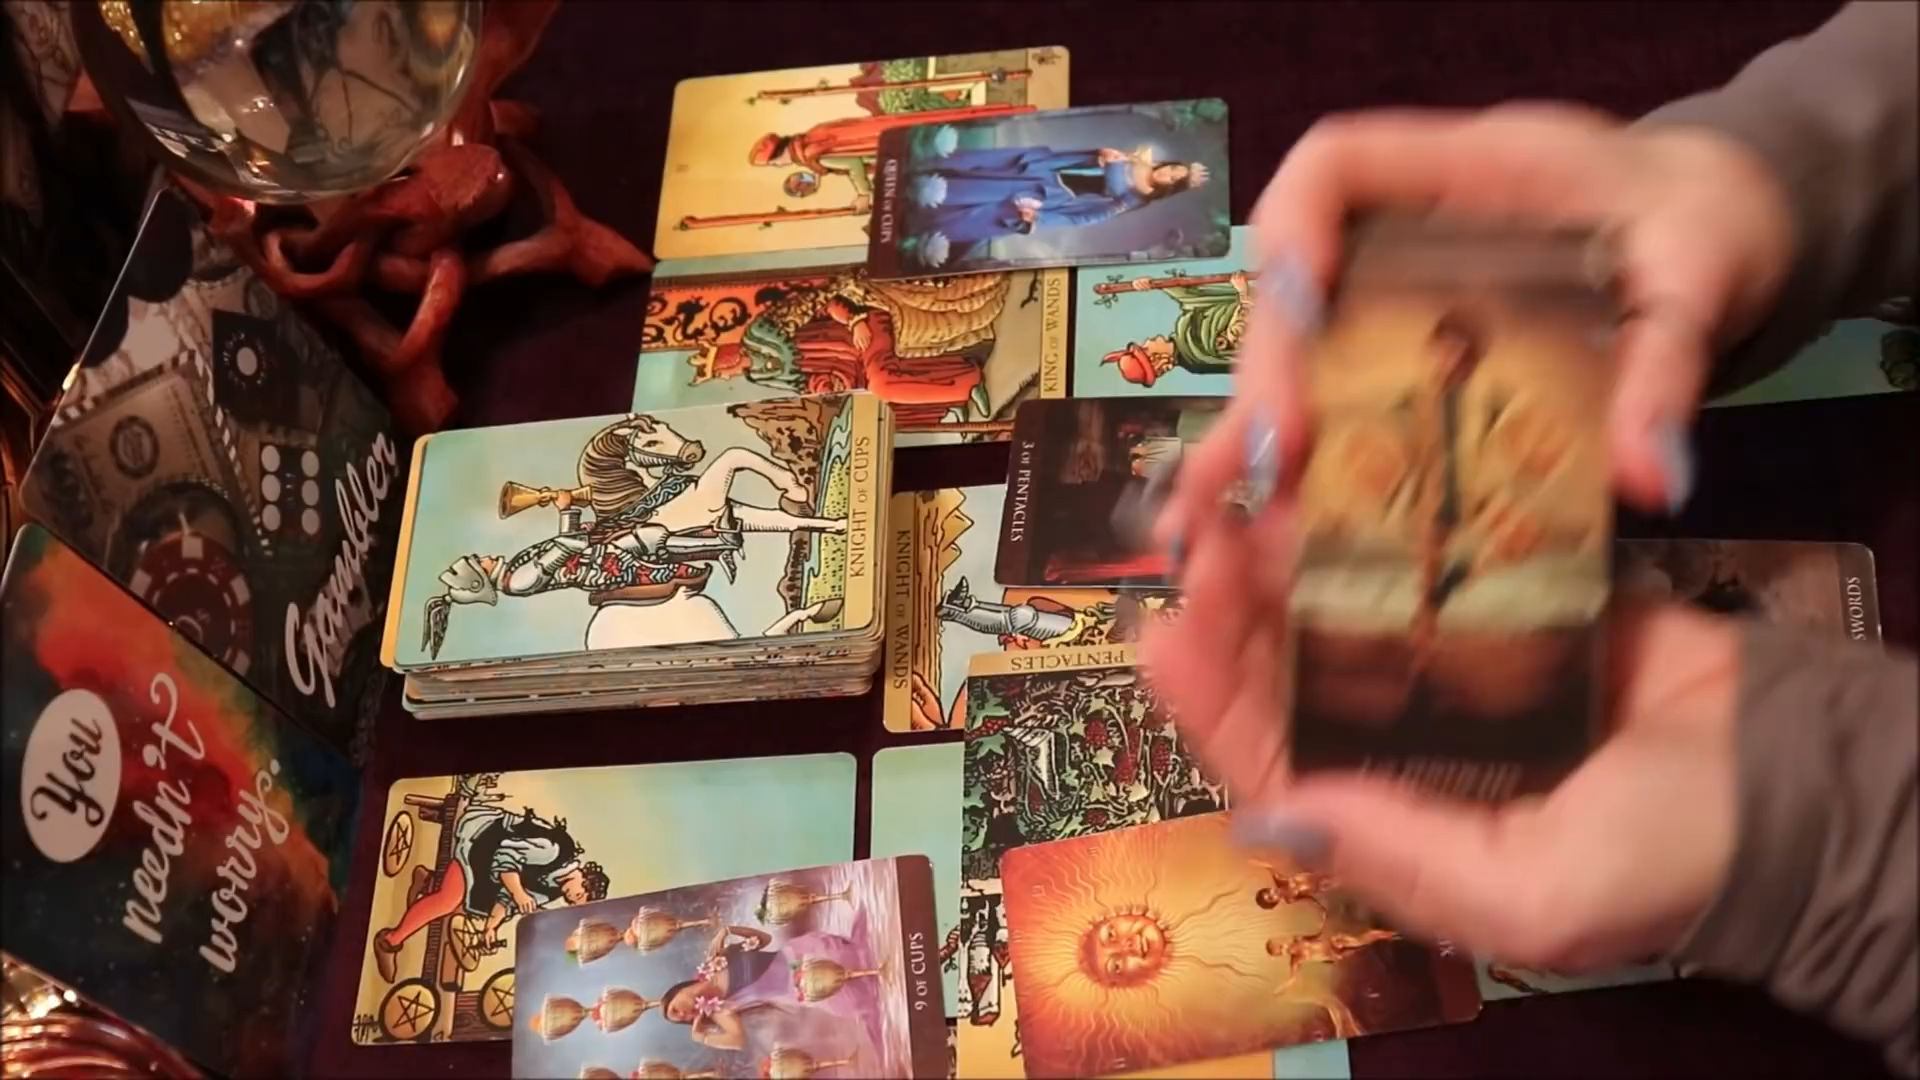 QUEEN OF CUPS
KING OF WANDS
KNIGHT OF CUPS
3 OF PENTACLES
KNIGHT OF WANDS
PENTACLES
SWORDS
Gambler
You
needn't
worry.
9 OF CUPS